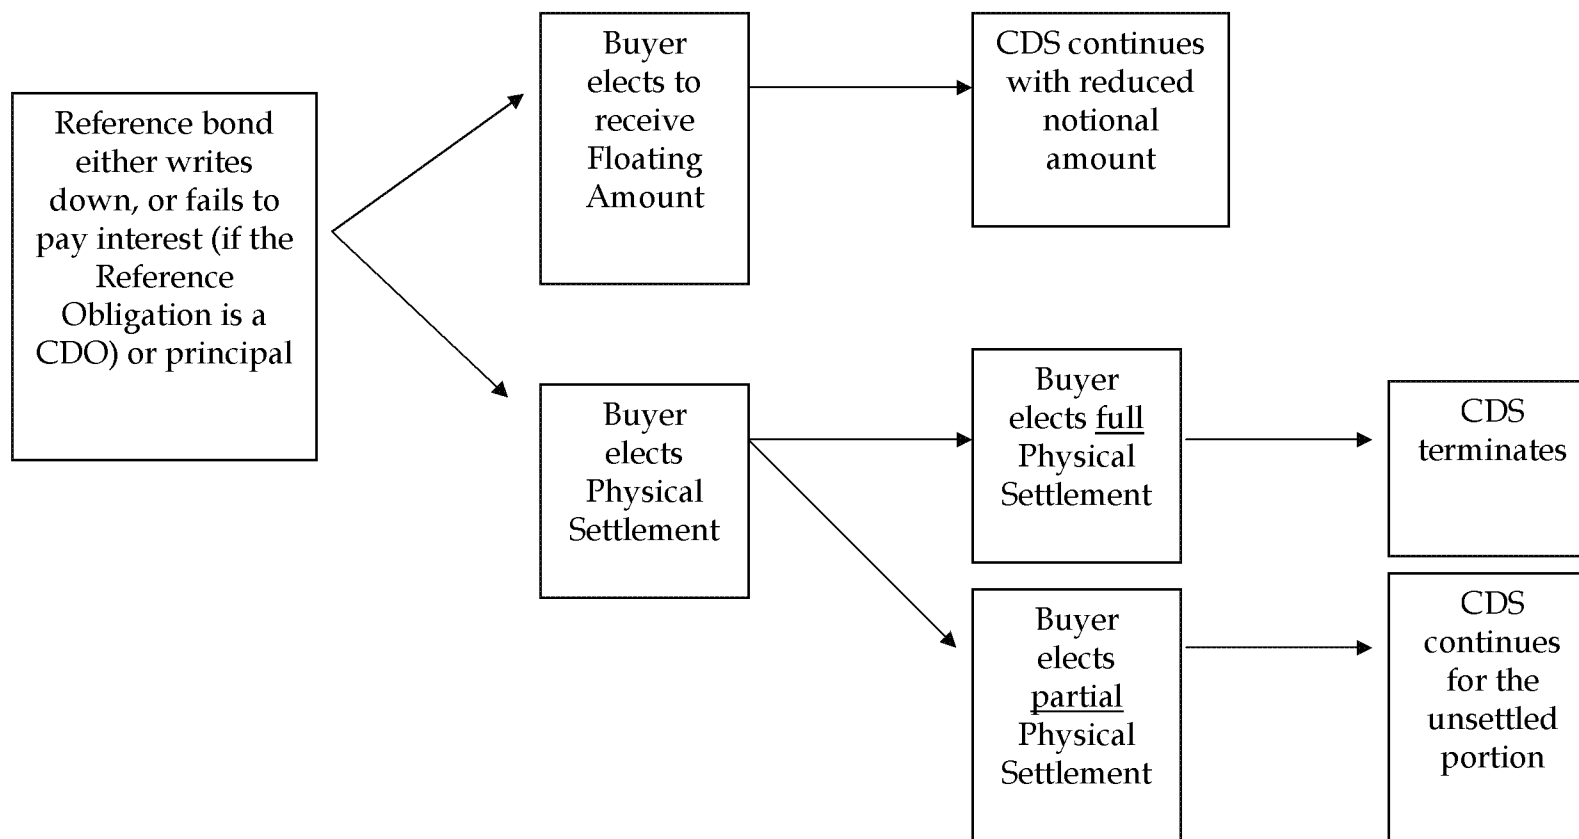 Reference bond
either writes
down, or fails to
pay interest (if the
Reference
Obligation is a
CDO) or principal
Buyer
elects to
receive
Floating
Amount
CDS continues
with reduced
notional
amount
Buyer
elects
Physical
Settlement
Buyer
elects full
Physical
Settlement
CDS
terminates
Buyer
elects
partial
Physical
Settlement
CDS
continues
for the
unsettled
portion